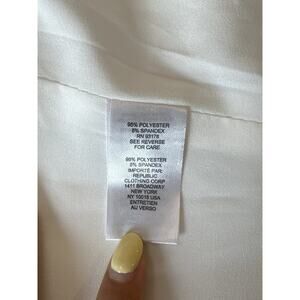 95% POLYESTER
5% SPANDEX
RN 93178
SEE REVERSE
FOR CARE
95% POLYESTER
5% SPANDEX
IMPORTÉ PAR:
REPUBLIC
CLOTHING CORP
1411 BROADWAY
NEW YORK
NY 10018 USA
ENTRETIEN
AU VERSO